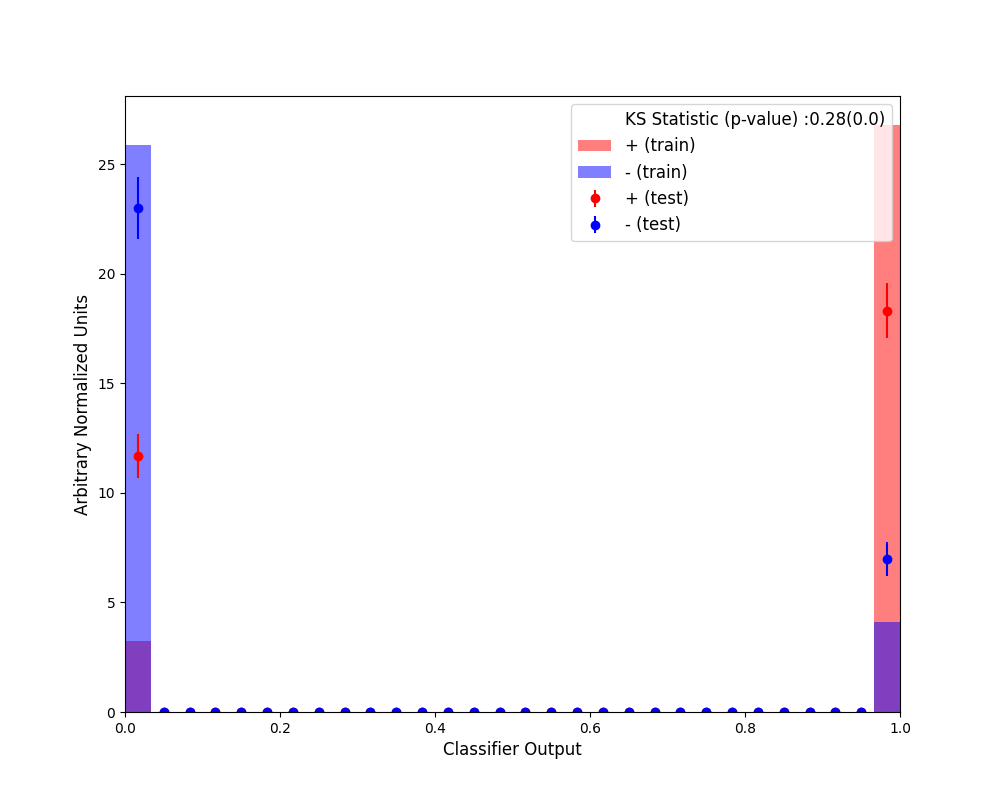 KS Statistic (p-value) :0.28(0.0)
+ (train)
- (train)
+ (test)
- (test)
25
20
15
10
5
0
Arbitrary Normalized Units
0.0 0.2 0.4 0.6 0.8 1.0
Classifier Output